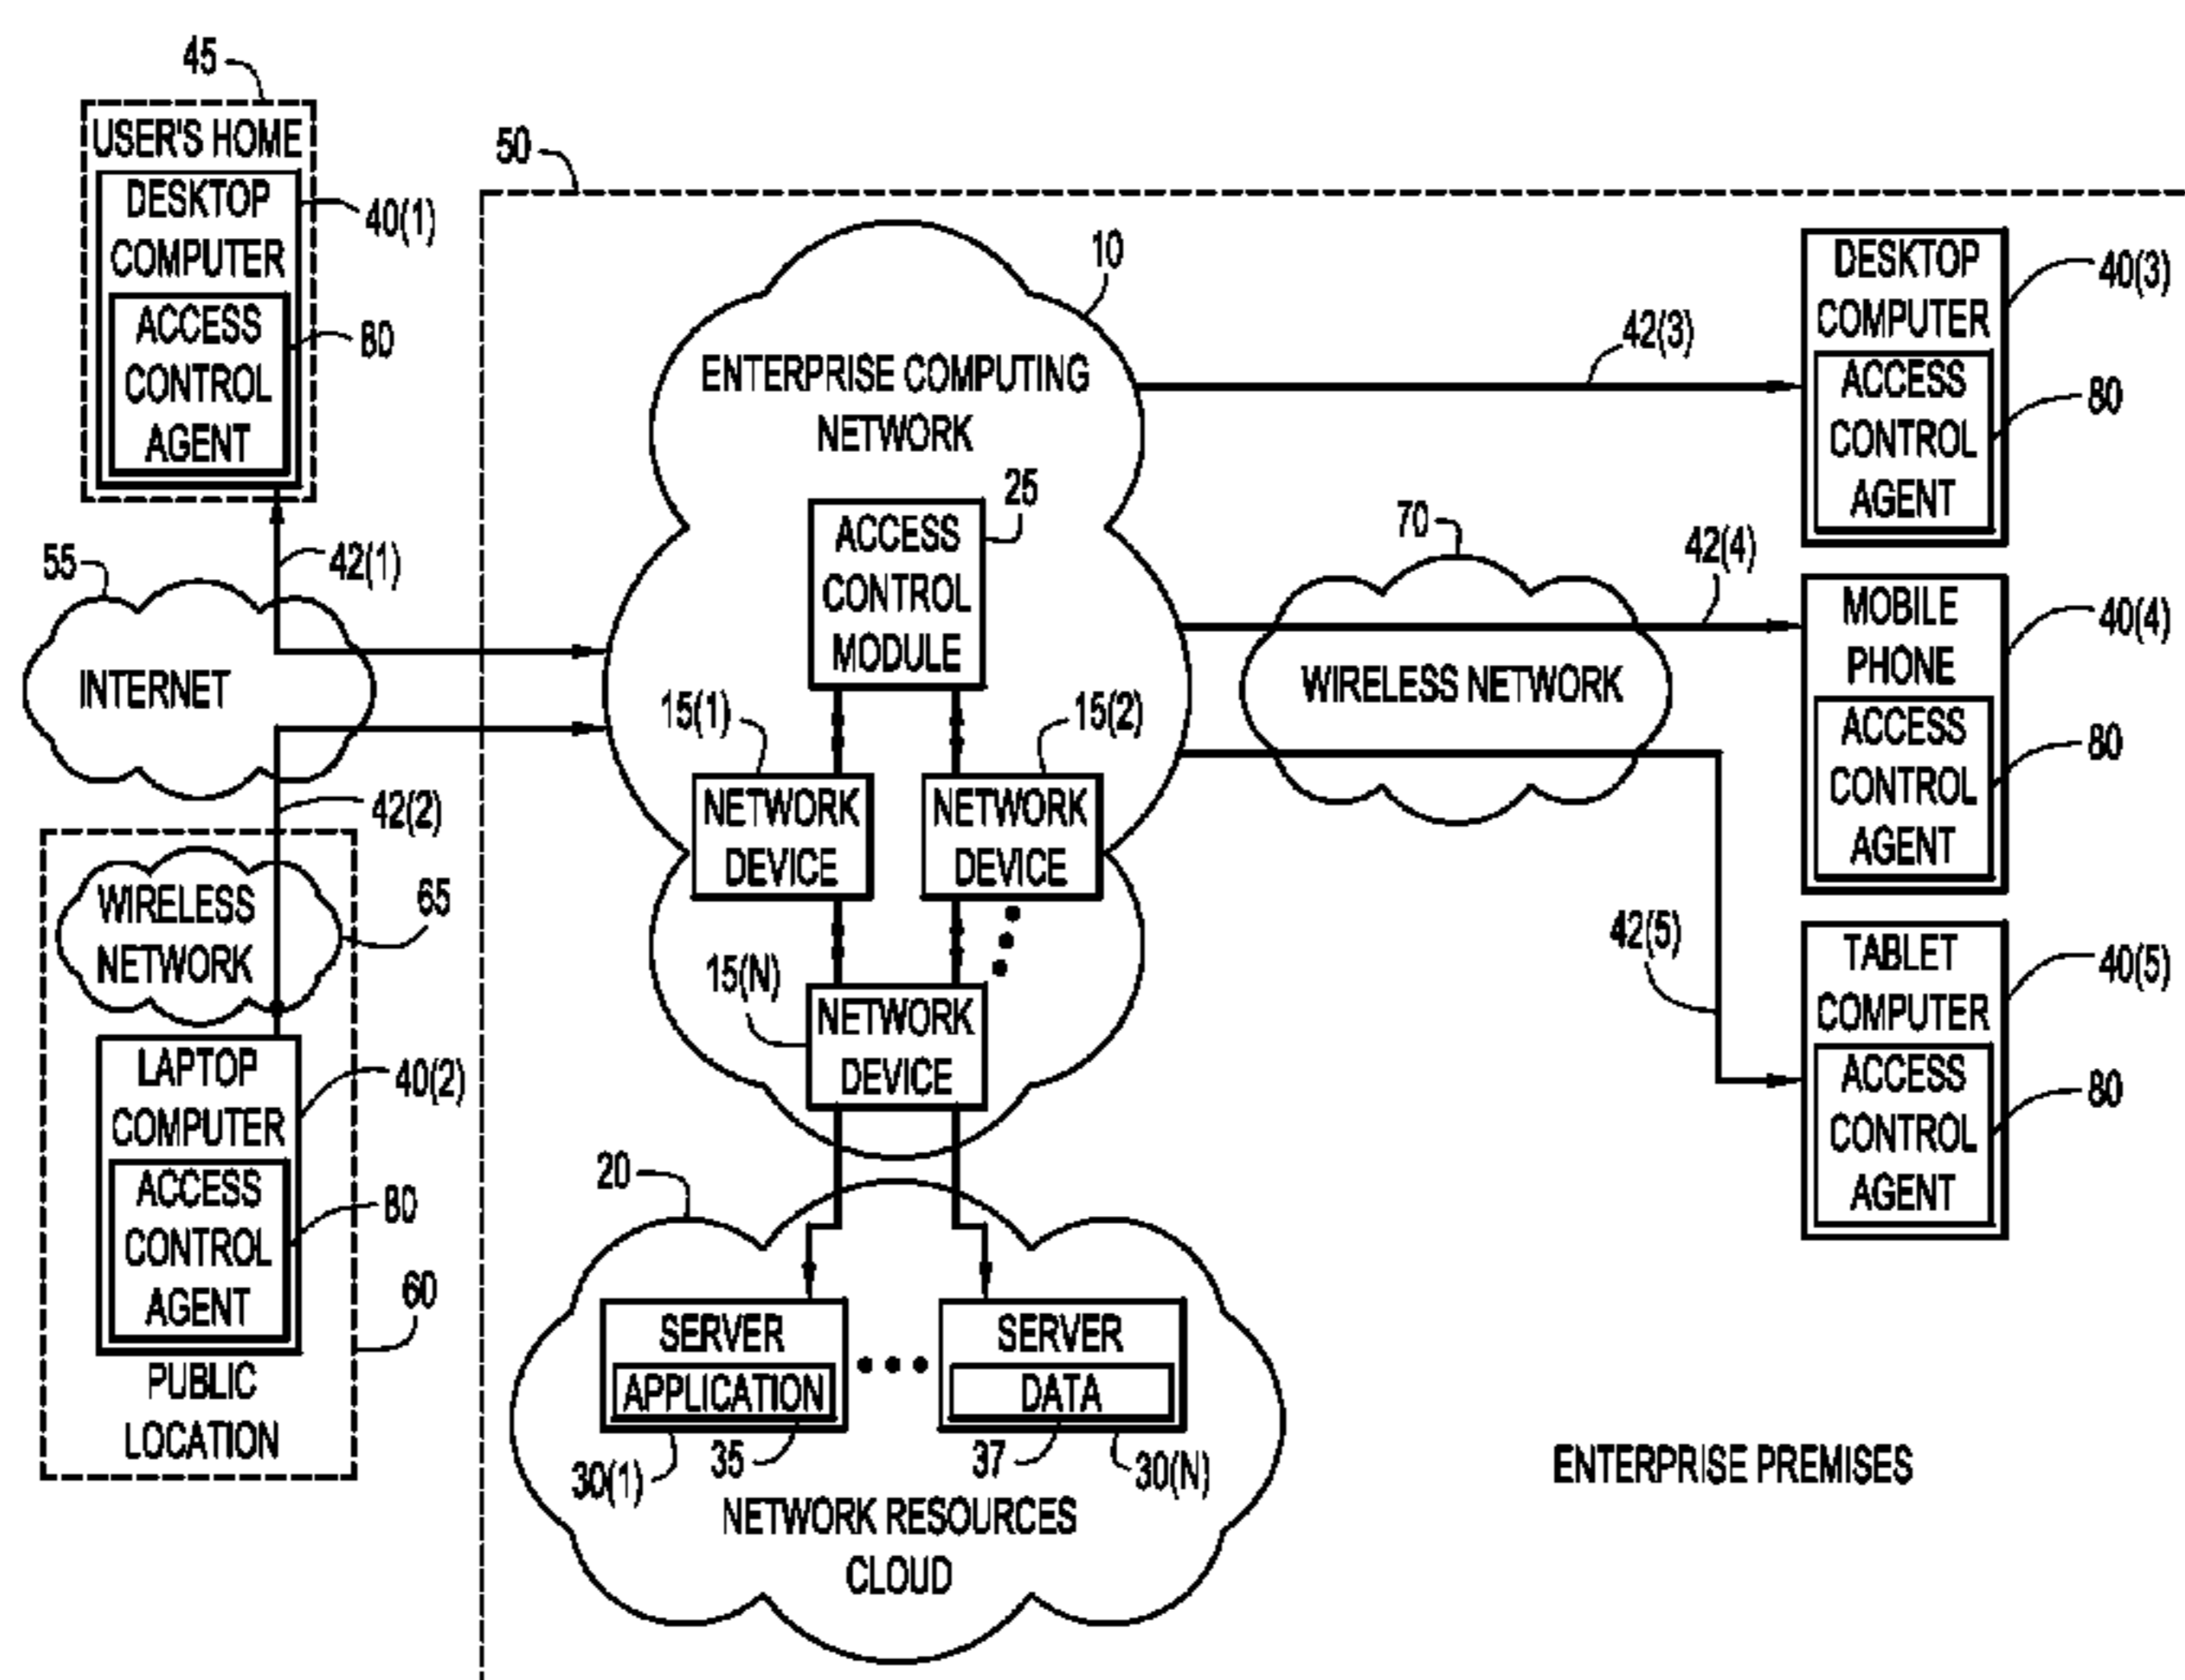 45
USER'S HOME
DESKTOP
COMPUTER
40(1)
ACCESS
CONTROL
AGENT
80
42(1)
55
INTERNET
42(2)
WIRELESS
NETWORK
65
LAPTOP
COMPUTER
40(2)
ACCESS
CONTROL
AGENT
80
60
PUBLIC
LOCATION
50
10
ENTERPRISE COMPUTING
NETWORK
25
ACCESS
CONTROL
MODULE
15(1)
15(2)
NETWORK
DEVICE
NETWORK
DEVICE
15(N)
NETWORK
DEVICE
20
SERVER
APPLICATION
SERVER
DATA
30(1)
35
37
30(N)
NETWORK RESOURCES
CLOUD
42(3)
70
WIRELESS NETWORK
42(4)
42(5)
DESKTOP
COMPUTER
40(3)
ACCESS
CONTROL
AGENT
80
MOBILE
PHONE
40(4)
ACCESS
CONTROL
AGENT
80
TABLET
COMPUTER
40(5)
ACCESS
CONTROL
AGENT
80
ENTERPRISE PREMISES